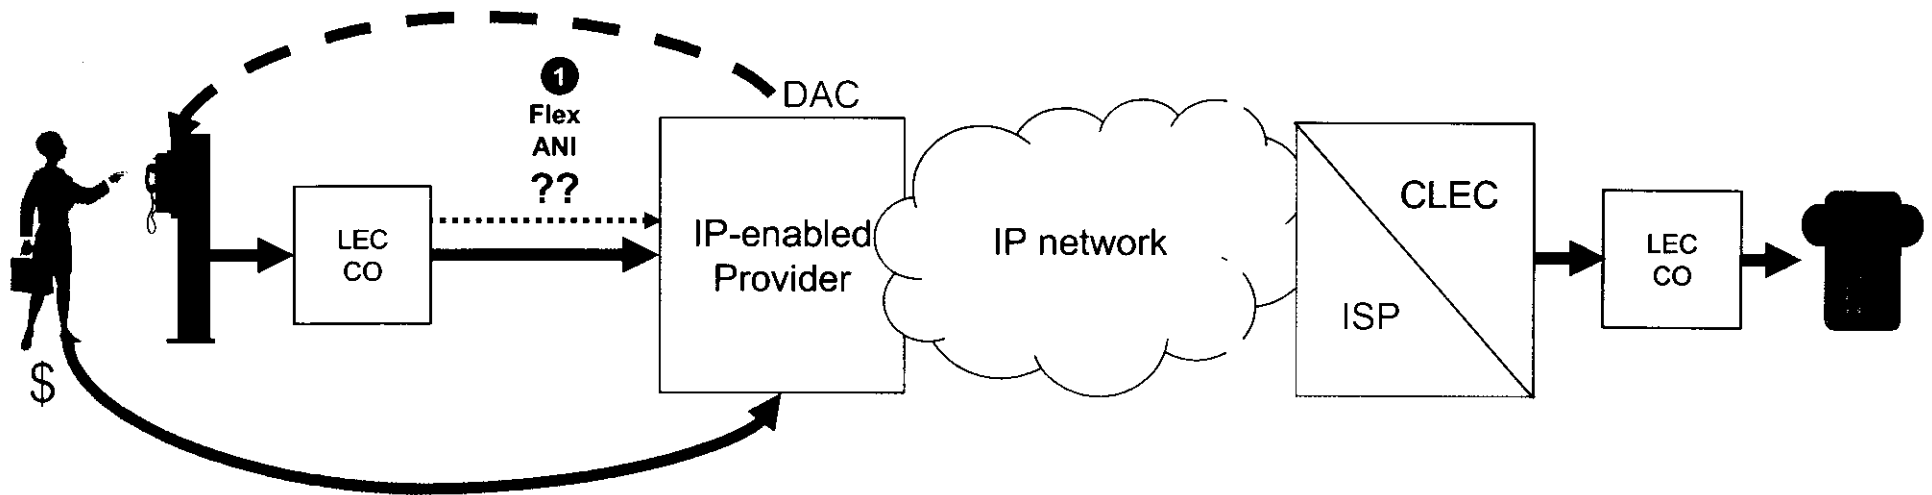 DAC
1
Flex
ANI
??
LEC
CO
IP-enabled
Provider
IP network
CLEC
ISP
LEC
CO
$